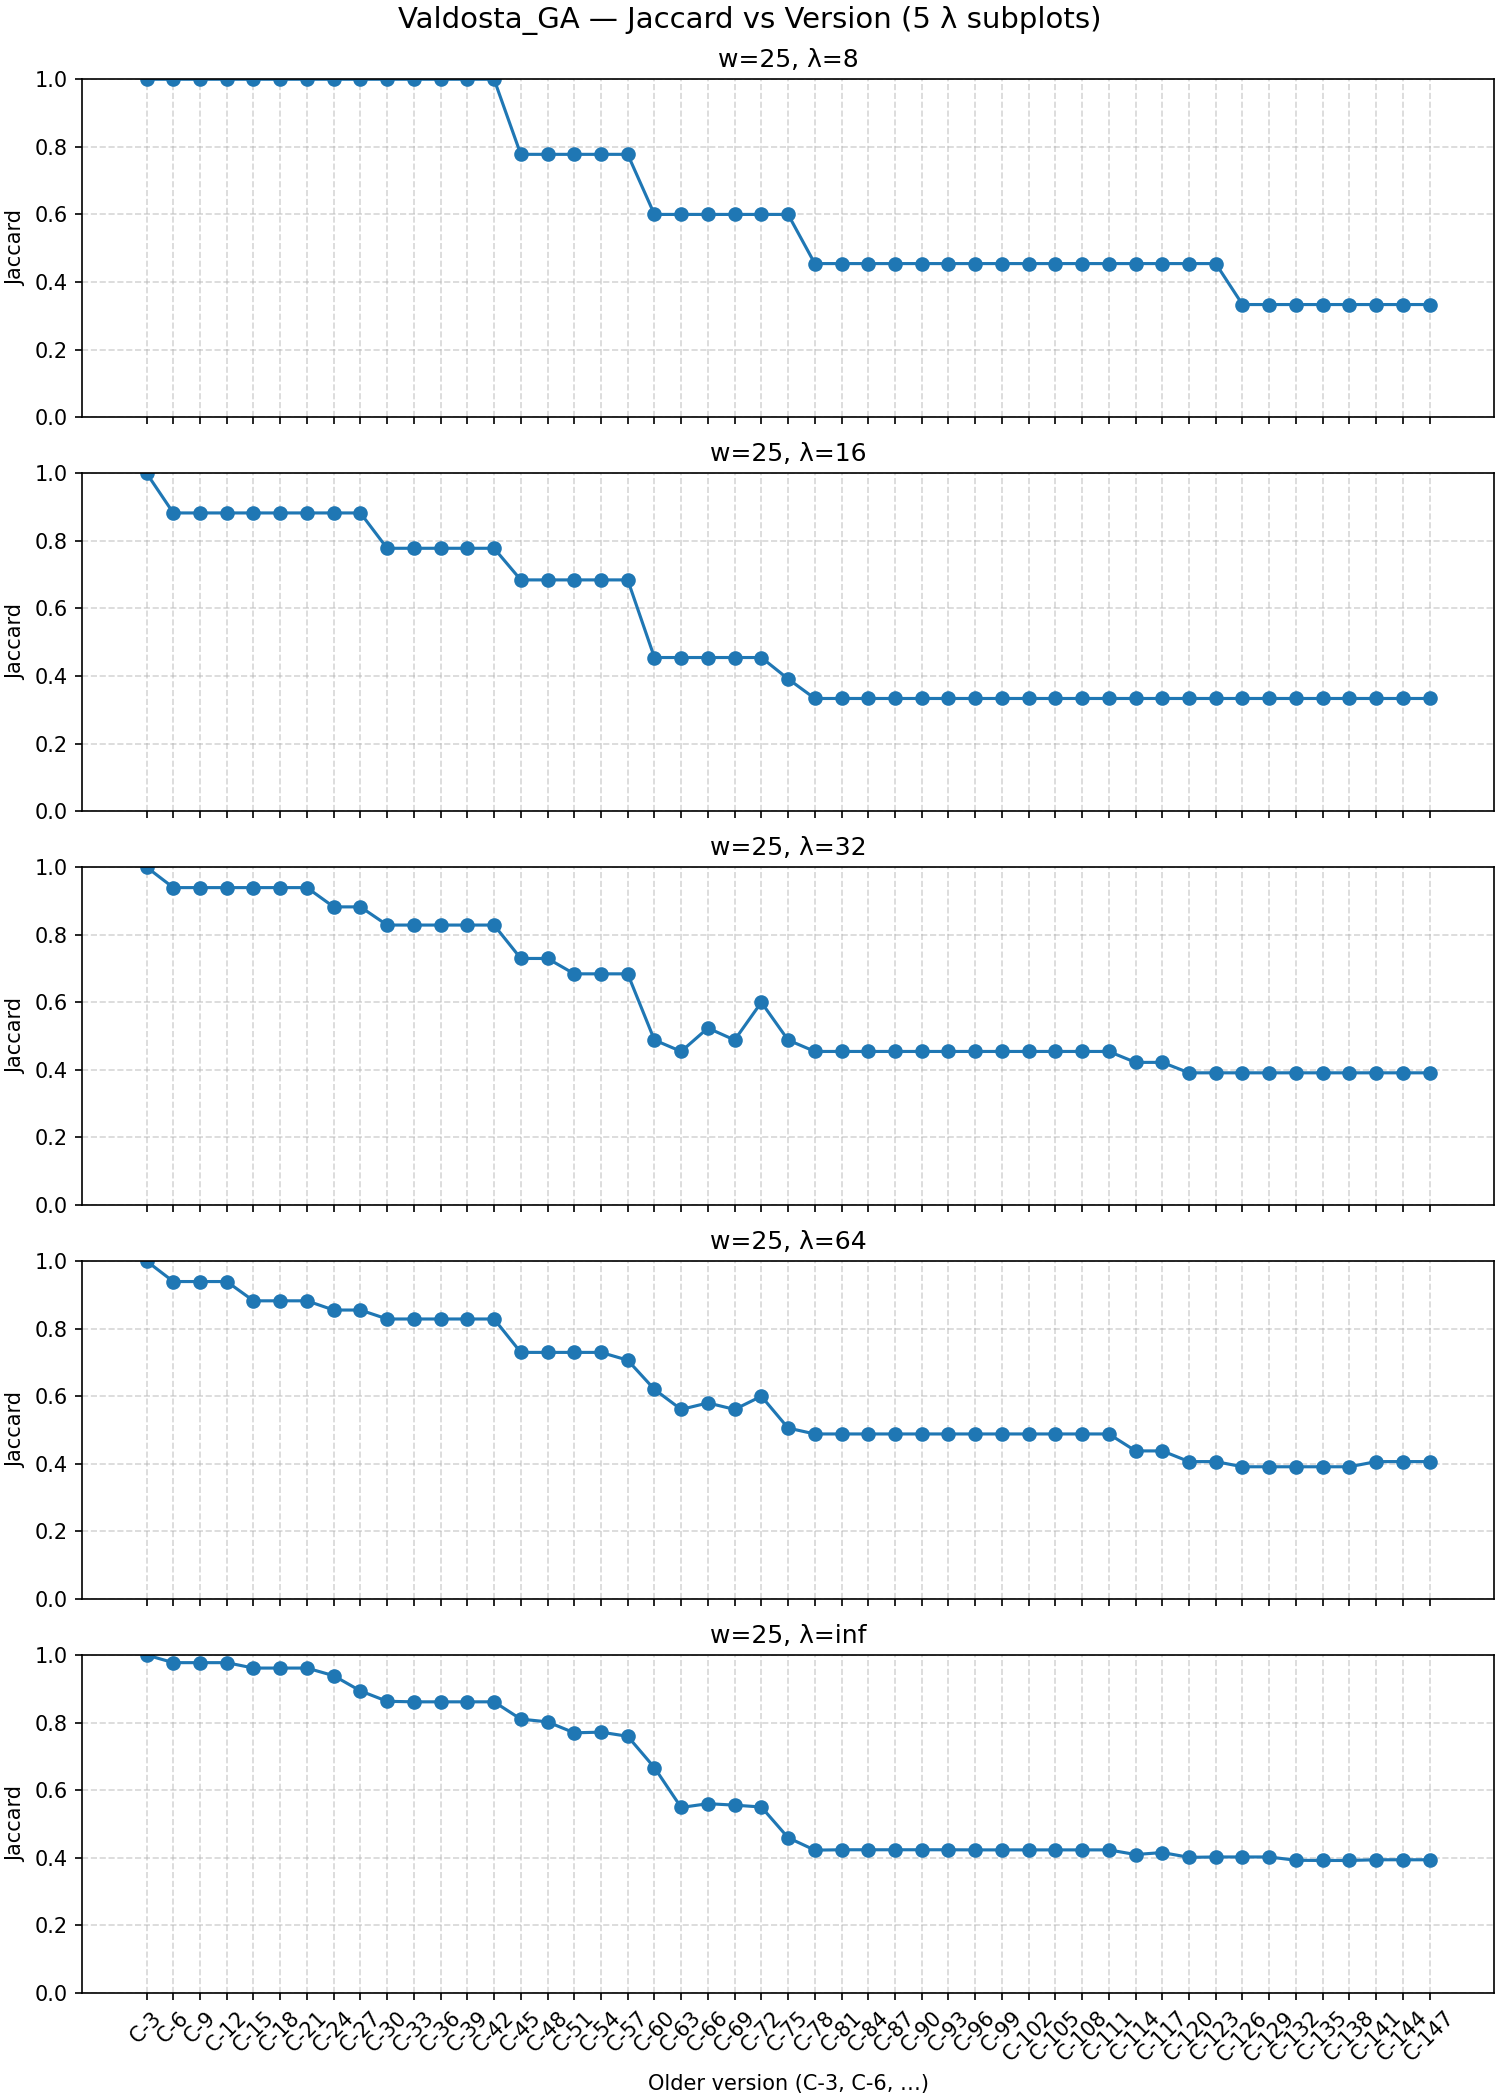 Valdosta_GA — Jaccard vs Version (5 λ subplots)
w=25, λ=8
1.0
0.8
0.6
0.4
0.2
0.0
Jaccard
w=25, λ=16
1.0
0.8
0.6
0.4
0.2
0.0
Jaccard
w=25, λ=32
1.0
0.8
0.6
0.4
0.2
0.0
Jaccard
w=25, λ=64
1.0
0.8
0.6
0.4
0.2
0.0
Jaccard
w=25, λ=inf
1.0
0.8
0.6
0.4
0.2
0.0
Jaccard
C-3 C-6 C-9 C-12 C-15 C-18 C-21 C-24 C-27 C-30 C-33 C-36 C-39 C-42 C-45 C-48 C-51 C-54 C-57 C-60 C-63 C-66 C-69 C-72 C-75 C-78 C-81 C-84 C-87 C-90 C-93 C-96 C-99 C-102 C-105 C-108 C-111 C-114 C-117 C-120 C-123 C-126 C-129 C-132 C-135 C-138 C-141 C-144 C-147
Older version (C-3, C-6, ...)